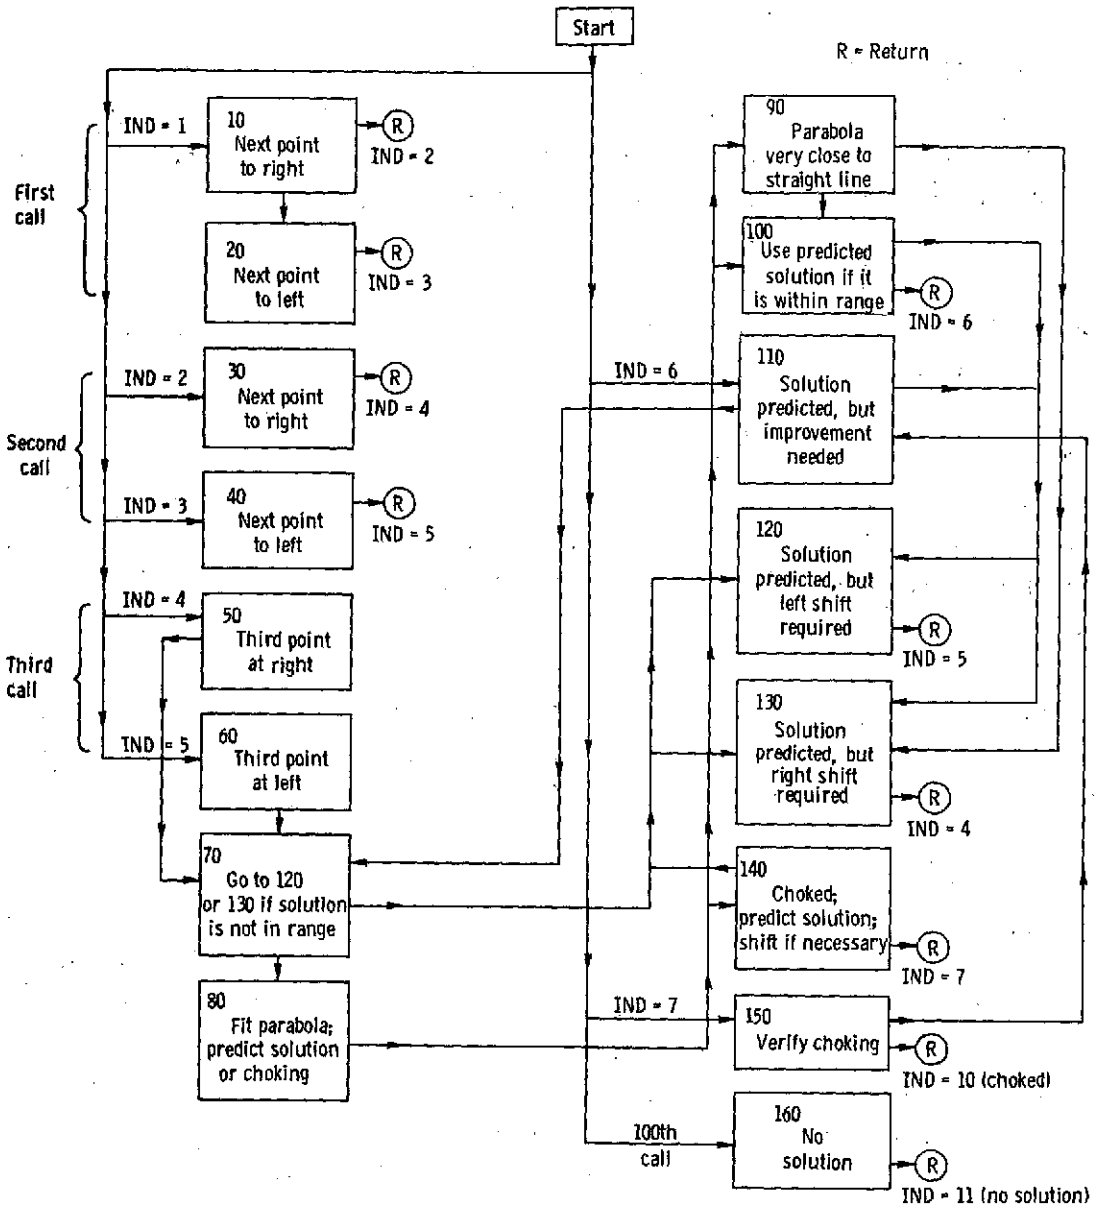 Start
R = Return
First
call
IND = 1
10
Next point
to right
R
IND = 2
20
Next point
to left
R
IND = 3
Second
call
IND = 2
30
Next point
to right
R
IND = 4
IND = 3
40
Next point
to left
R
IND = 5
Third
call
IND = 4
50
Third point
at right
IND = 5
60
Third point
at left
70
Go to 120
or 130 if solution
is not in range
80
Fit parabola;
predict solution
or choking
90
Parabola
very close to
straight line
100
Use predicted
solution if it
is within range
R
IND = 6
IND = 6
110
Solution
predicted, but
improvement
needed
120
Solution
predicted, but
left shift
required
R
IND = 5
130
Solution
predicted, but
right shift
required
R
IND = 4
140
Choked;
predict solution;
shift if necessary
R
IND = 7
IND = 7
150
Verify choking
R
IND = 10 (choked)
100th
call
160
No
solution
R
IND = 11 (no solution)